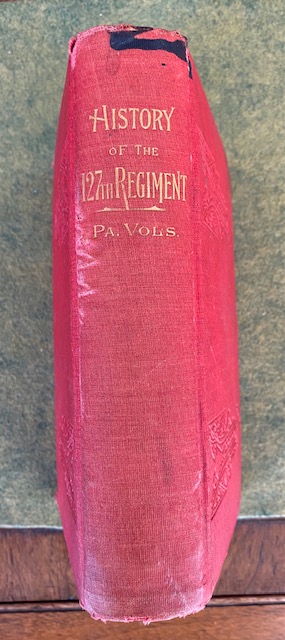 HISTORY
OF THE
127TH REGIMENT
PA. VOLS.